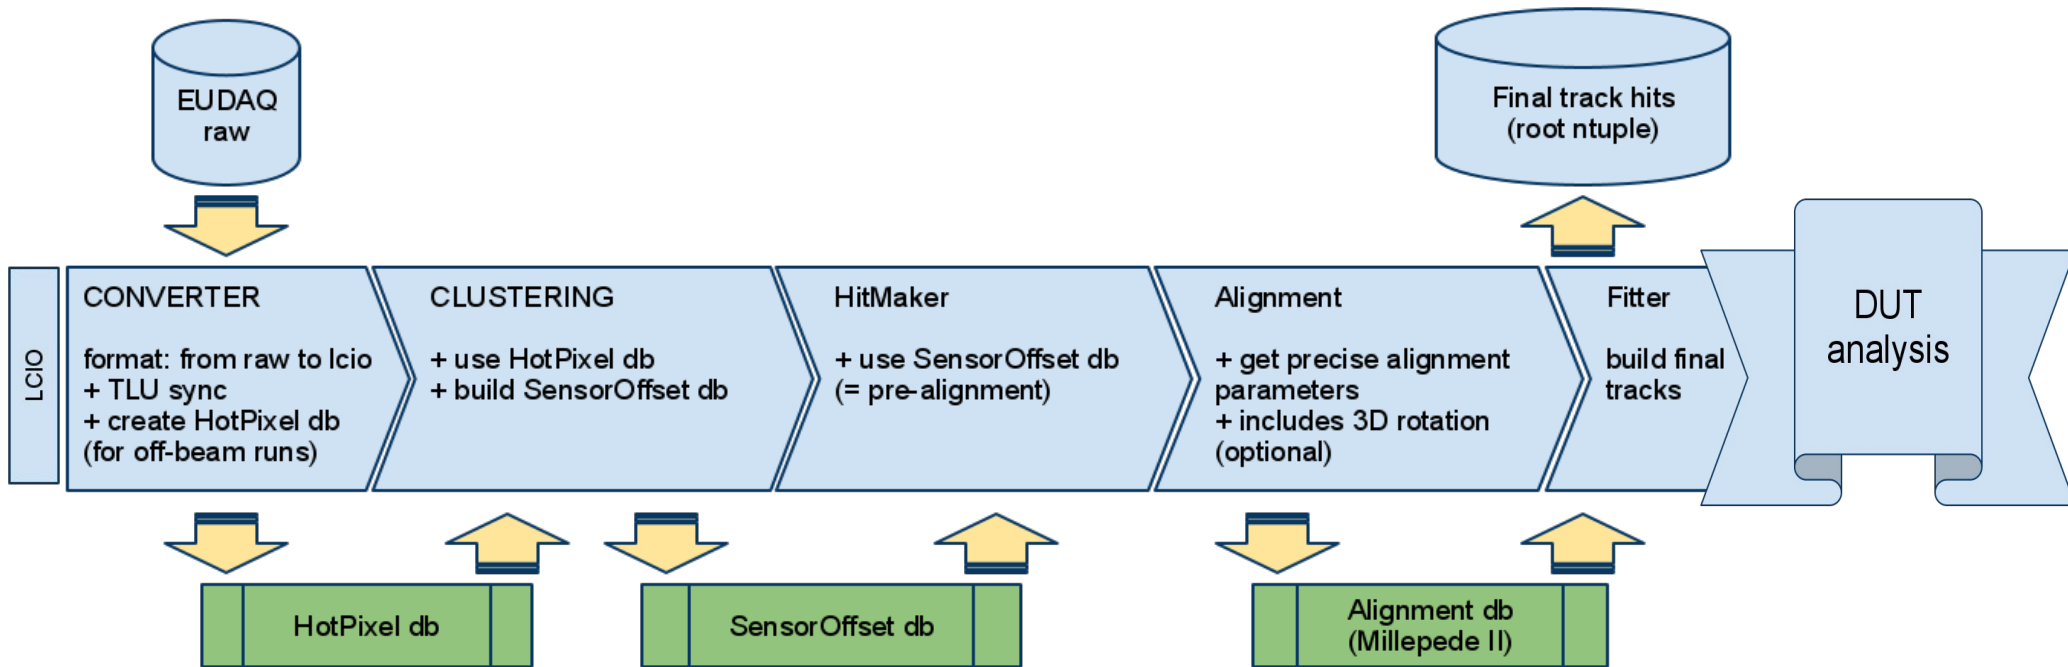 EUDAQ
raw
Final track hits
(root ntuple)
LCIO
CONVERTER
format: from raw to lcio
+ TLU sync
+ create HotPixel db
(for off-beam runs)
CLUSTERING
+ use HotPixel db
+ build SensorOffset db
HitMaker
+ use SensorOffset db
(= pre-alignment)
Alignment
+ get precise alignment
parameters
+ includes 3D rotation
(optional)
Fitter
build final
tracks
DUT
analysis
HotPixel db
SensorOffset db
Alignment db
(Millepede II)